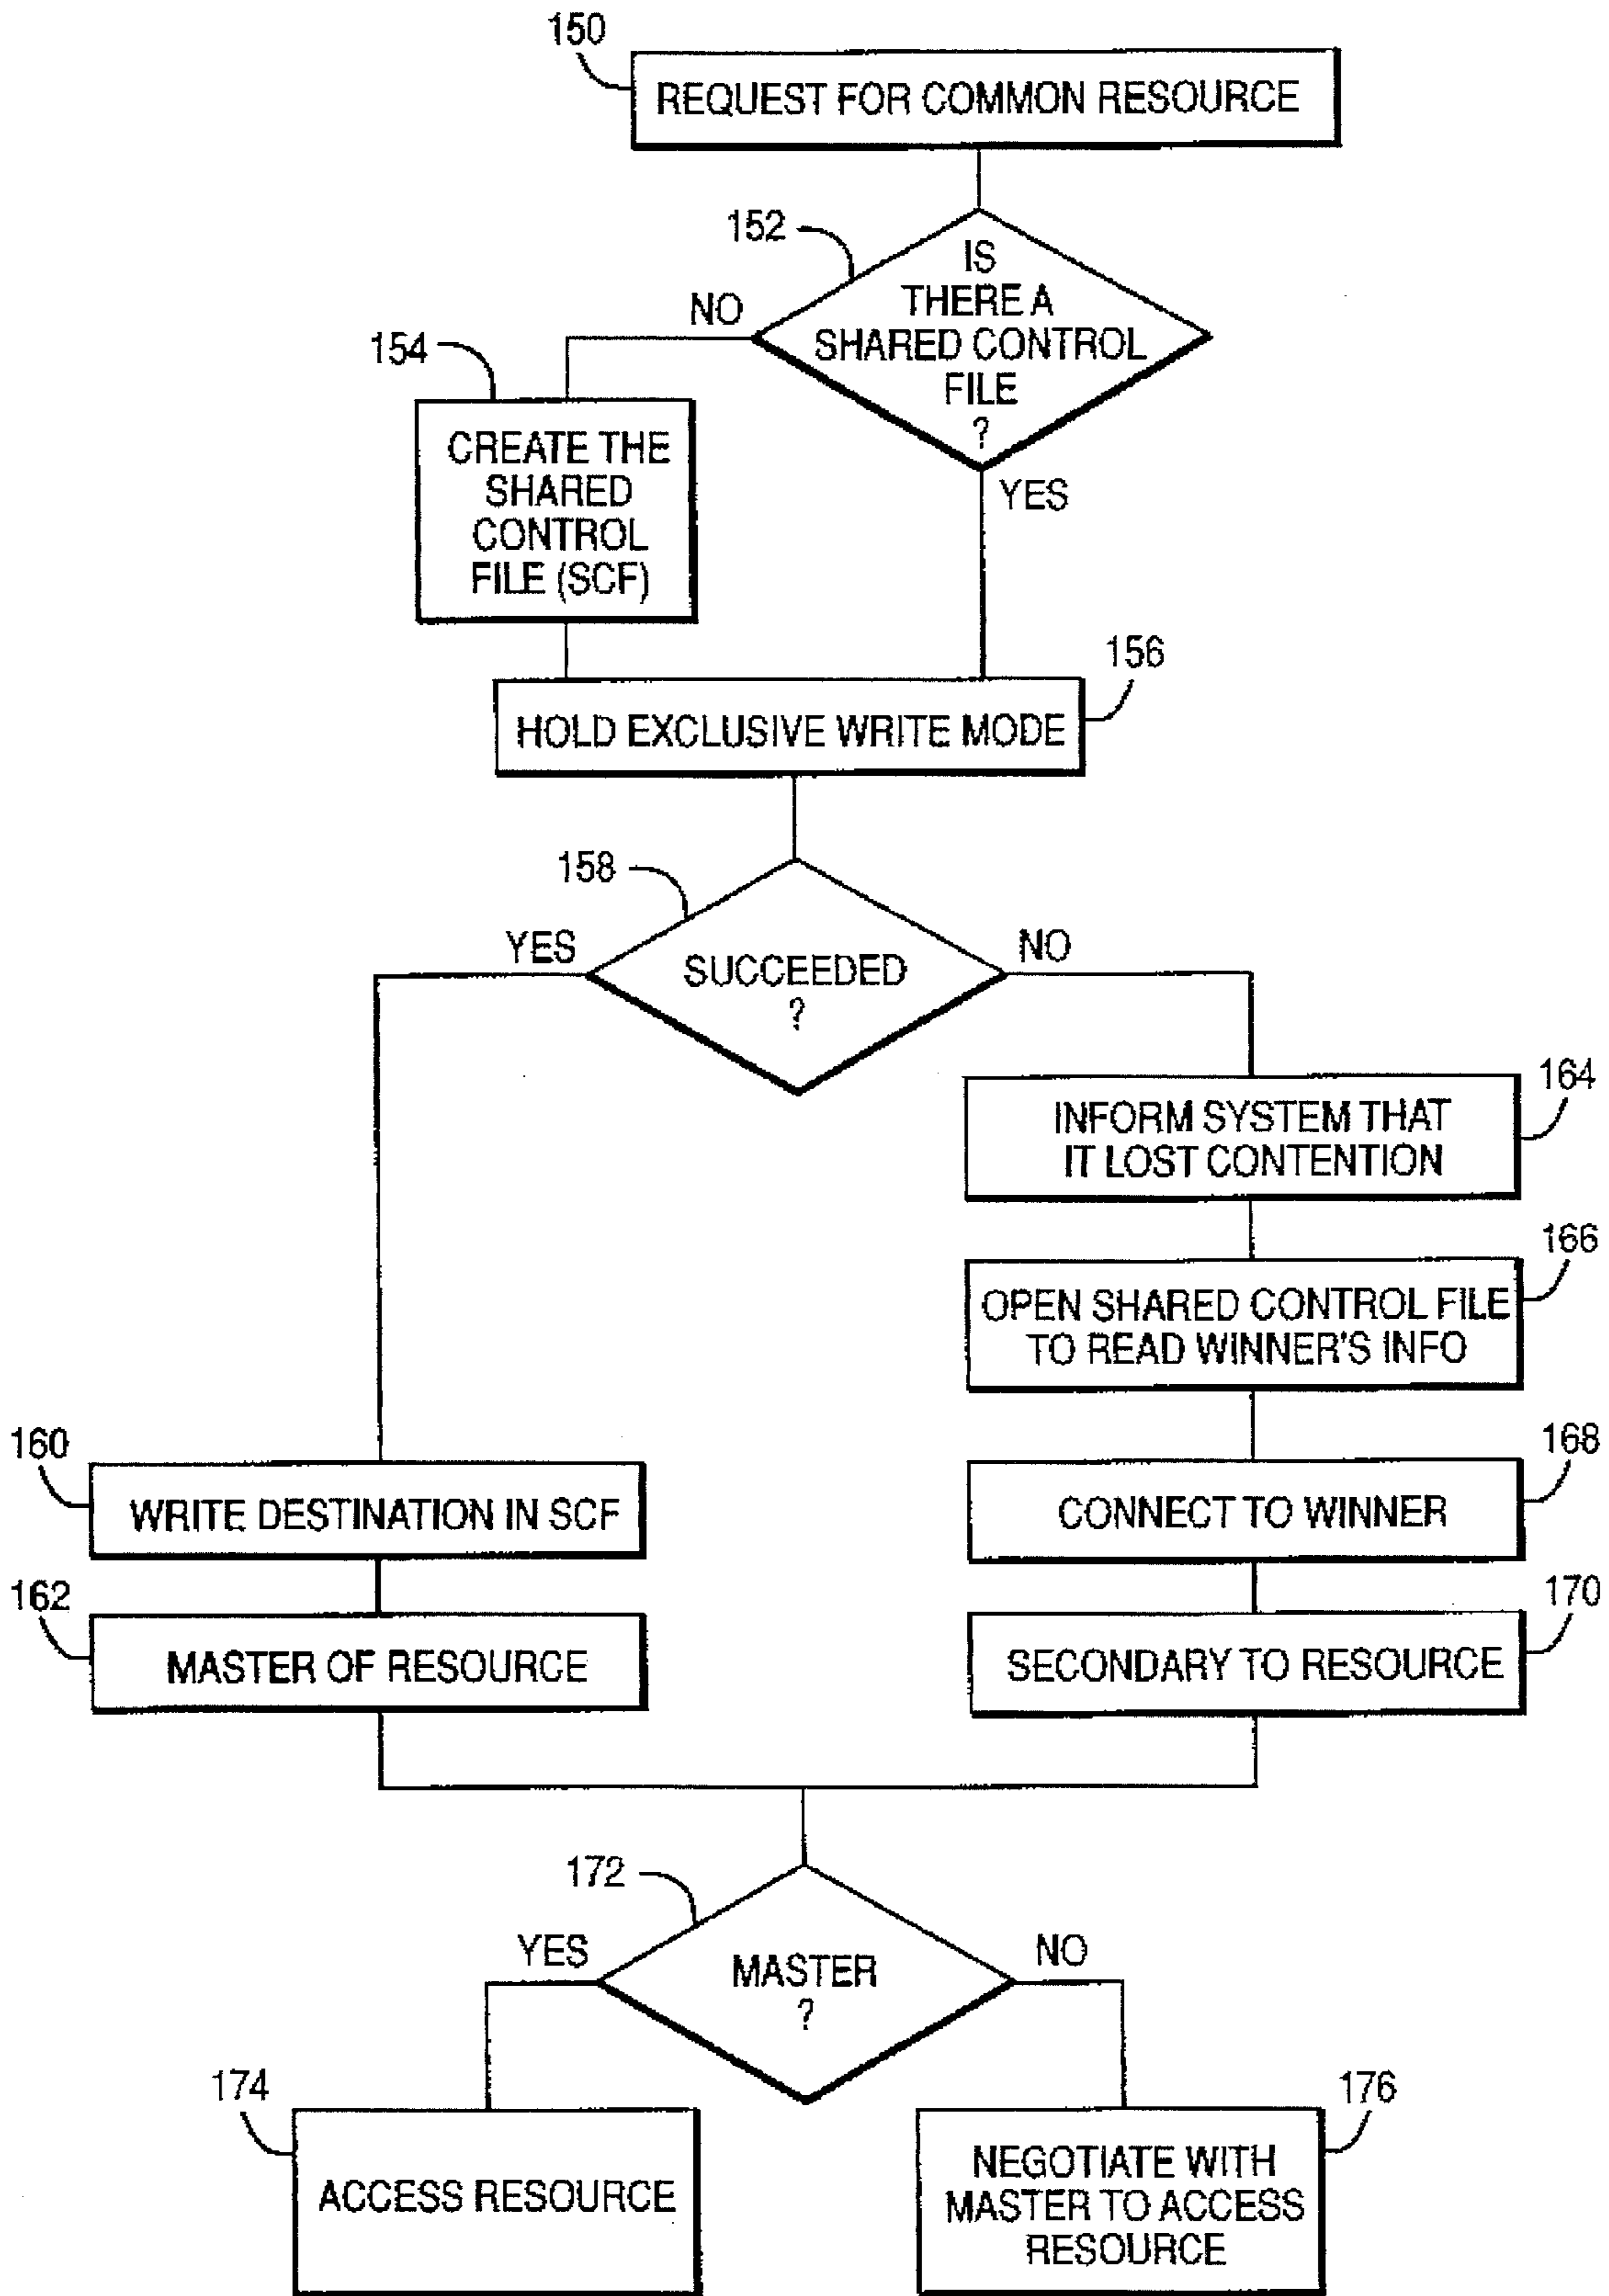 150
REQUEST FOR COMMON RESOURCE
152
IS
THERE A
SHARED CONTROL
FILE
?
NO
YES
154
CREATE THE
SHARED
CONTROL
FILE (SCF)
156
HOLD EXCLUSIVE WRITE MODE
158
SUCCEEDED
?
YES
NO
164
INFORM SYSTEM THAT
IT LOST CONTENTION
166
OPEN SHARED CONTROL FILE
TO READ WINNER'S INFO
160
WRITE DESTINATION IN SCF
168
CONNECT TO WINNER
162
MASTER OF RESOURCE
170
SECONDARY TO RESOURCE
172
MASTER
?
YES
NO
174
ACCESS RESOURCE
176
NEGOTIATE WITH
MASTER TO ACCESS
RESOURCE